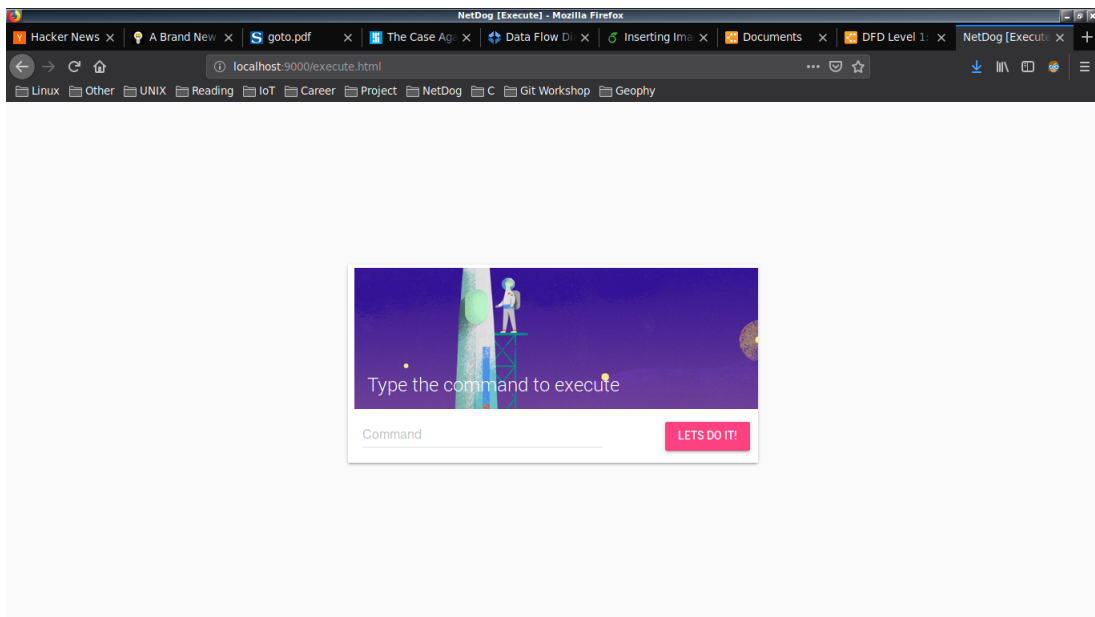 NetDog [Execute] - Mozilla Firefox
Hacker News A Brand New goto.pdf The Case Aga Data Flow Di Inserting Ima Documents DFD Level 1: NetDog [Execute
localhost:9000/execute.html
Linux Other UNIX Reading IoT Career Project NetDog C Git Workshop Geophy
Type the command to execute
Command LETS DO IT!